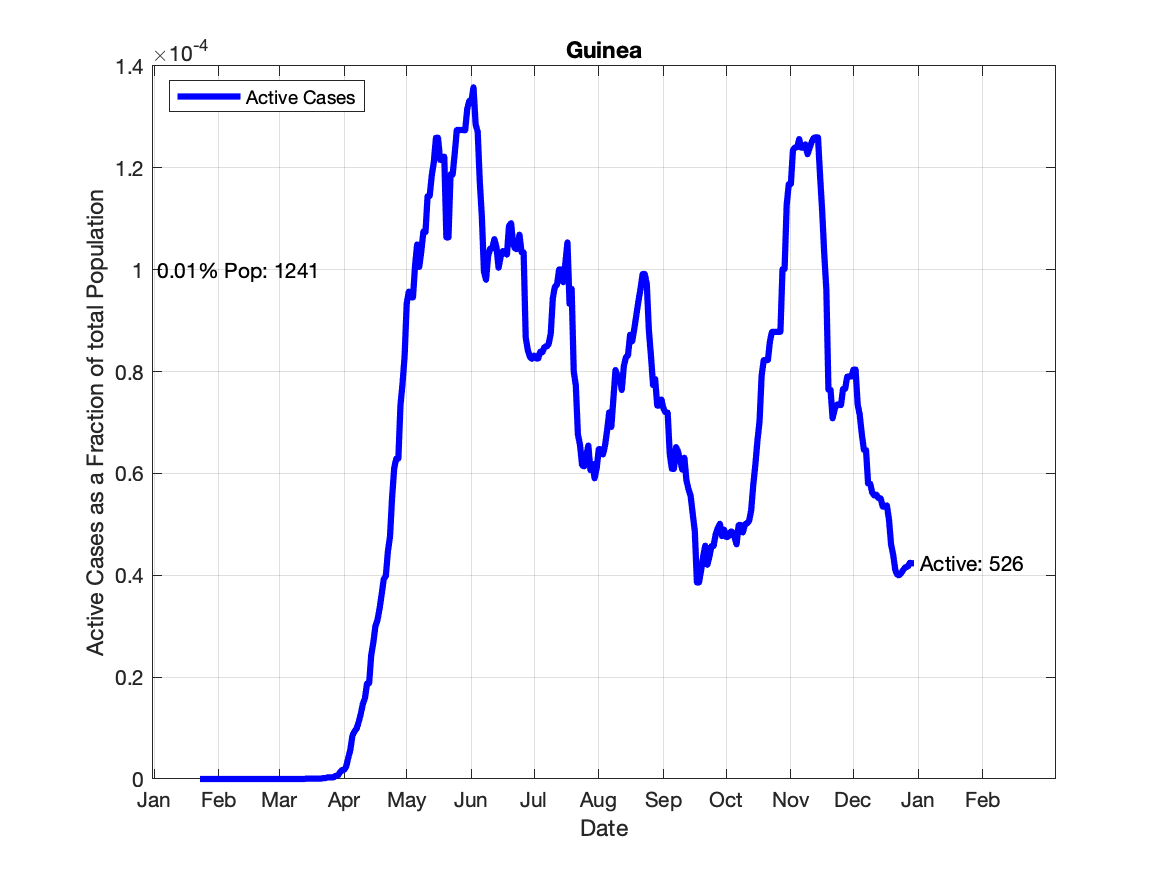 Guinea
×10⁻⁴
Active Cases
1.4
1.2
1
0.8
0.6
0.4
0.2
0
0.01% Pop: 1241
Active: 526
Active Cases as a Fraction of total Population
Jan Feb Mar Apr May Jun Jul Aug Sep Oct Nov Dec Jan Feb
Date